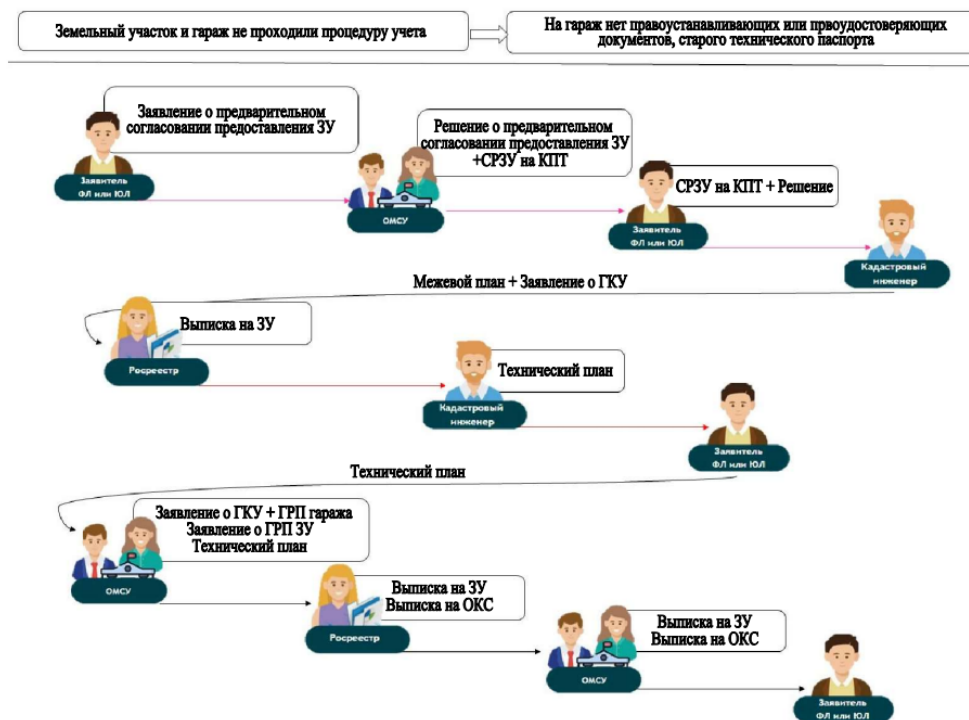 Земельный участок и гараж не проходили процедуру учета
На гараж нет правоустанавливающих или првоудостоверяющих
документов, старого технического паспорта
Заявление о предварительном
согласовании предоставления ЗУ
Заявитель
ФЛ или ЮЛ
Решение о предварительном
согласовании предоставления ЗУ
+СРЗУ на КПТ
ОМСУ
СРЗУ на КПТ + Решение
Заявитель
ФЛ или ЮЛ
Кадастровый
инженер
Межевой план + Заявление о ГКУ
Выписка на ЗУ
Росреестр
Технический план
Кадастровый
инженер
Заявитель
ФЛ или ЮЛ
Технический план
Заявление о ГКУ + ГРП гаража
Заявление о ГРП ЗУ
Технический план
ОМСУ
Выписка на ЗУ
Выписка на ОКС
Росреестр
Выписка на ЗУ
Выписка на ОКС
ОМСУ
Заявитель
ФЛ или ЮЛ